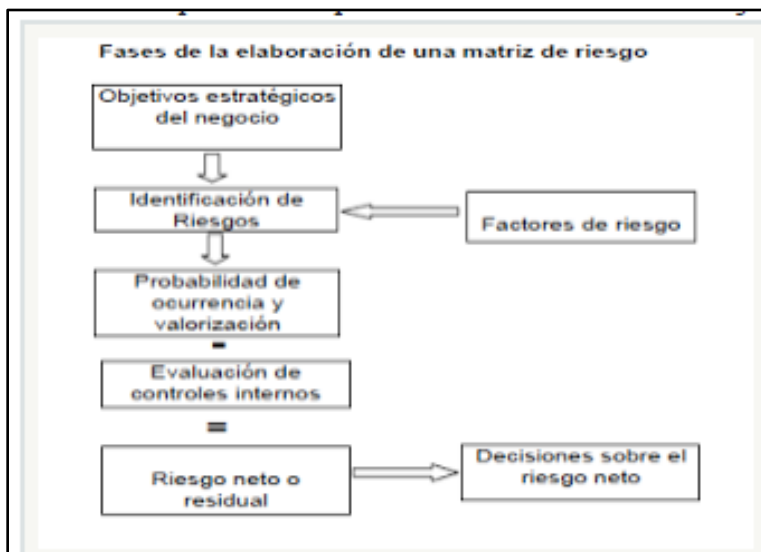 Fases de la elaboración de una matriz de riesgo
Objetivos estratégicos
del negocio
Identificación de
Riesgos
Factores de riesgo
Probabilidad de
ocurrencia y
valorización
-
Evaluación de
controles internos
=
Riesgo neto o
residual
Decisiones sobre el
riesgo neto